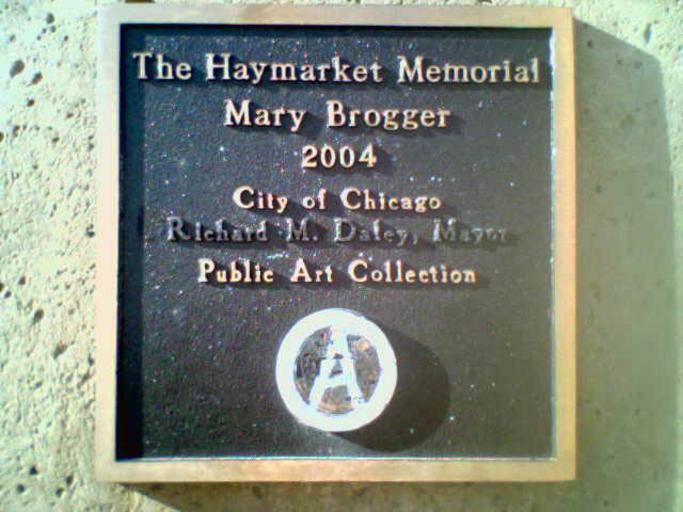 The Haymarket Memorial
Mary Brogger
2004
City of Chicago
Richard M. Daley, Mayor
Public Art Collection
A